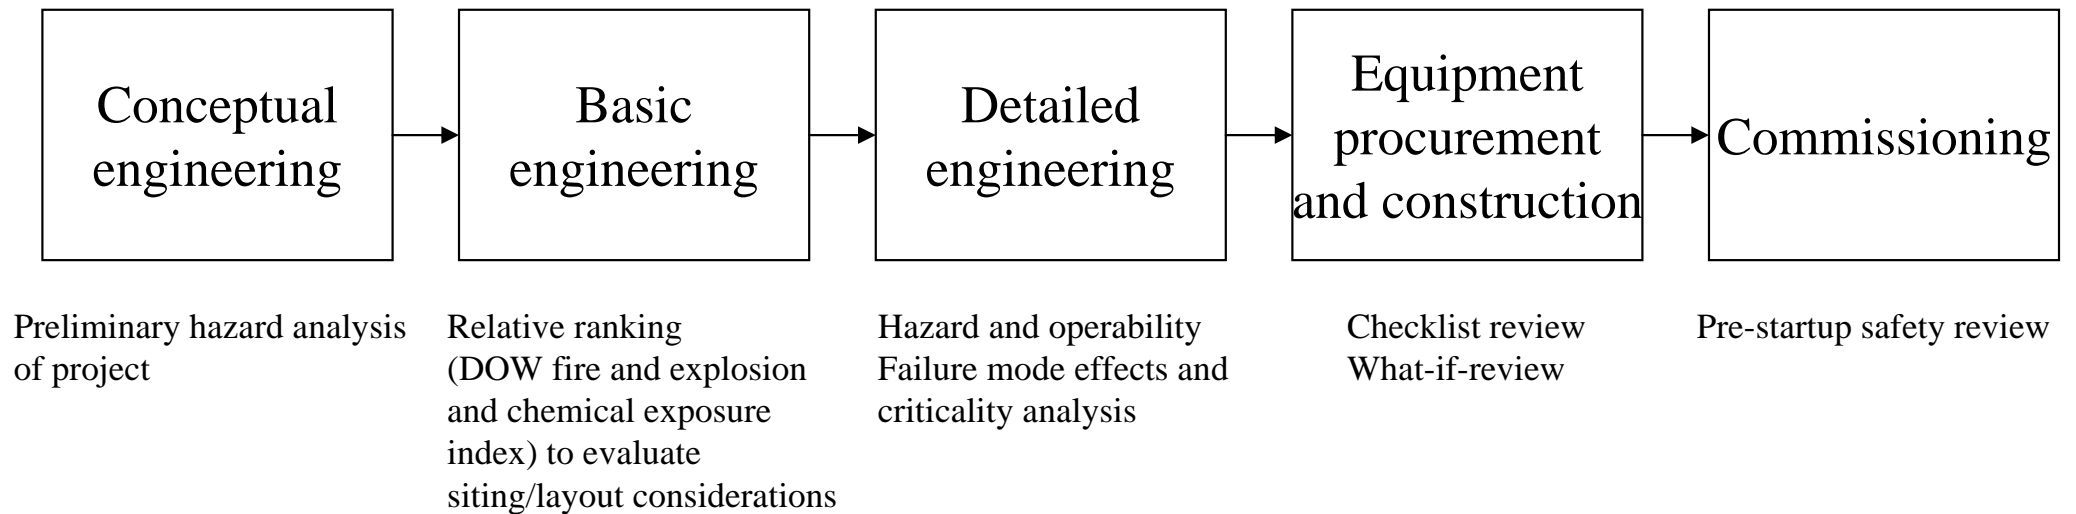 Conceptual
engineering
Basic
engineering
Detailed
engineering
Equipment
procurement
and construction
Commissioning
Preliminary hazard analysis
of project
Relative ranking
(DOW fire and explosion
and chemical exposure
index) to evaluate
siting/layout considerations
Hazard and operability
Failure mode effects and
criticality analysis
Checklist review
What-if-review
Pre-startup safety review